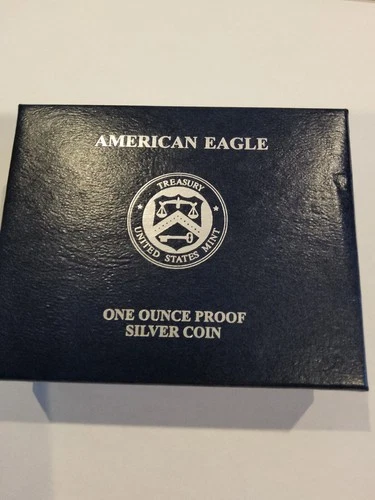 AMERICAN EAGLE
TREASURY
UNITED STATES MINT
ONE OUNCE PROOF
SILVER COIN